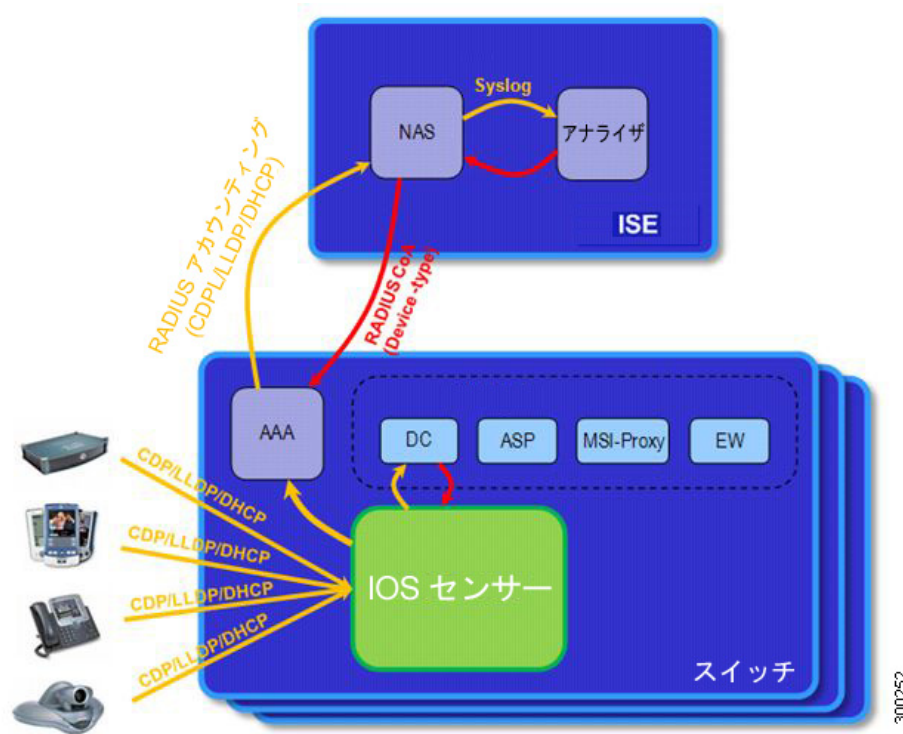 Syslog
NAS
アナライザ
ISE
RADIUS アカウンティング
(CDPL/LLDP/DHCP)
RADIUS CoA
(Device -type)
AAA
DC
ASP
MSI-Proxy
EW
CDP/LLDP/DHCP
CDP/LLDP/DHCP
CDP/LLDP/DHCP
CDP/LLDP/DHCP
IOS センサー
スイッチ
300252